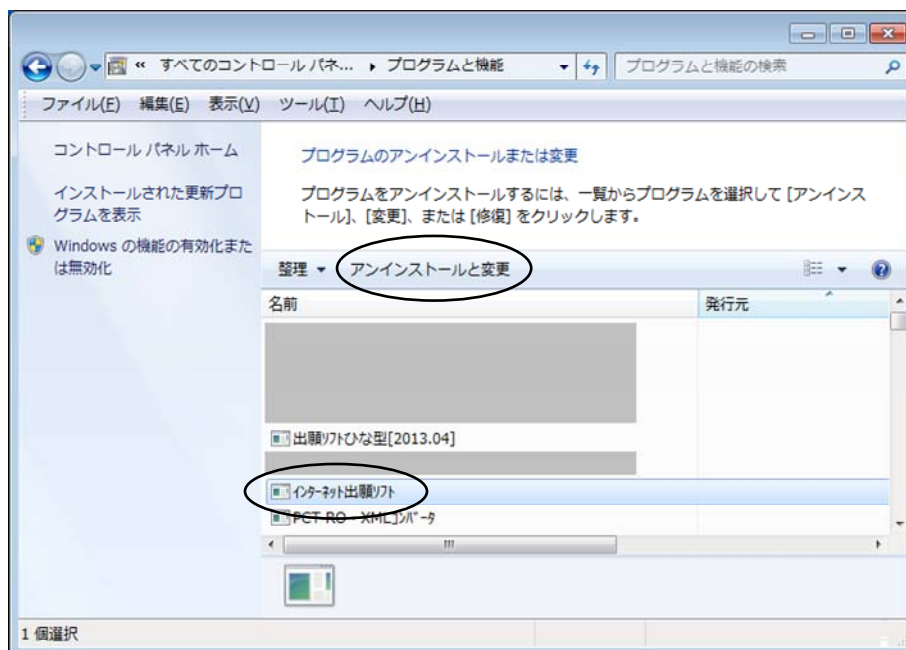 « すべてのコントロール パネ... ▸ プログラムと機能
プログラムと機能の検索
ファイル(F) 編集(E) 表示(V) ツール(T) ヘルプ(H)
コントロール パネル ホーム
インストールされた更新プロ
グラムを表示
Windows の機能の有効化また
は無効化
プログラムのアンインストールまたは変更
プログラムをアンインストールするには、一覧からプログラムを選択して [アンインス
トール]、[変更]、または [修復] をクリックします。
整理 ▼ アンインストールと変更
名前 発行元
出願ソフトひな型[2013.04]
インターネット出願ソフト
PCT-RO - XMLコンバータ
1 個選択